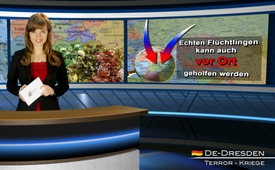 Echten Flüchtlingen
kann auch
vor Ort
geholfen werden
De-Dresden
Terror - Kriege